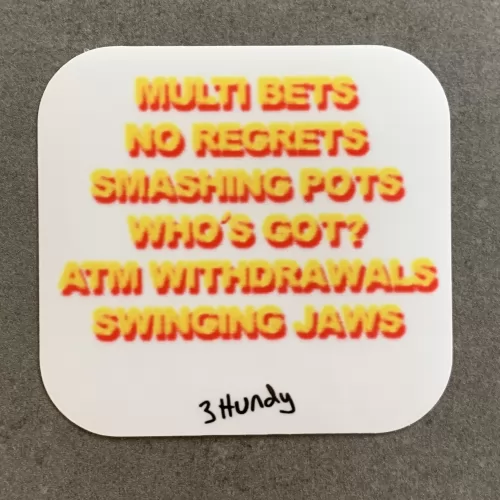 MULTI BETS
NO REGRETS
SMASHING POTS
WHO'S GOT?
ATM WITHDRAWALS
SWINGING JAWS
3 Hundy